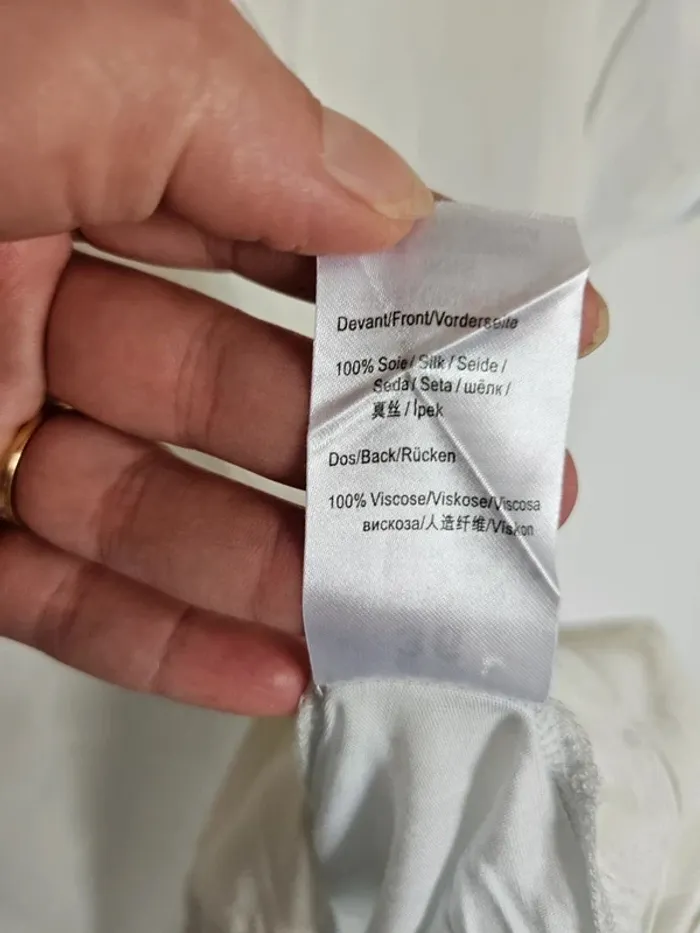 Devant/Front/Vorderseite
100% Soie / Silk / Seide /
Seda / Seta / шёлк /
真丝 / İpek
Dos/Back/Rücken
100% Viscose/Viskose/Viscosa
вискоза/人造纤维/Viskon